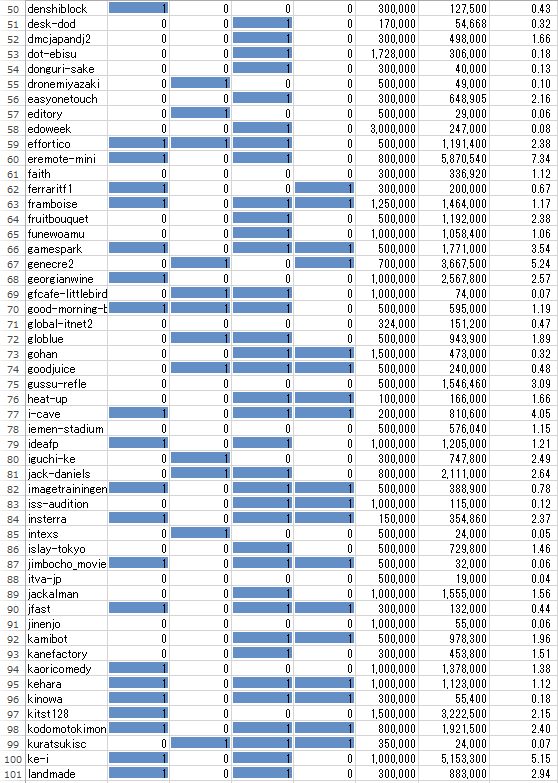 50 denshiblock 1 0 0 0 300,000 127,500 0.43
51 desk-dod 0 0 1 0 170,000 54,668 0.32
52 dmcjapandj2 0 0 1 0 300,000 498,000 1.66
53 dot-ebisu 0 0 1 0 1,728,000 306,000 0.18
54 donguri-sake 0 0 1 0 300,000 40,000 0.13
55 dronemiyazaki 0 1 0 0 500,000 49,000 0.10
56 easyonetouch 0 0 1 0 300,000 648,905 2.16
57 editory 0 1 0 0 500,000 29,000 0.06
58 edoweek 0 0 1 0 3,000,000 247,000 0.08
59 effortico 1 1 1 0 500,000 1,191,400 2.38
60 eremote-mini 1 0 1 0 800,000 5,870,540 7.34
61 faith 0 0 0 0 300,000 336,920 1.12
62 ferraritf1 1 0 0 1 300,000 200,000 0.67
63 framboise 1 0 1 1 1,250,000 1,464,000 1.17
64 fruitbouquet 0 0 1 0 500,000 1,192,000 2.38
65 funewoamu 0 0 1 0 1,000,000 1,058,400 1.06
66 gamespark 1 0 1 1 500,000 1,771,000 3.54
67 genecre2 0 1 0 1 700,000 3,667,500 5.24
68 georgianwine 1 0 0 0 1,000,000 2,567,800 2.57
69 gfcafe-littlebird 0 1 1 0 1,000,000 74,000 0.07
70 good-morning-b 1 1 1 0 500,000 595,000 1.19
71 global-itnet2 0 0 0 0 324,000 151,200 0.47
72 globlue 0 1 1 0 500,000 943,900 1.89
73 gohan 0 0 1 1 1,500,000 473,000 0.32
74 goodjuice 0 1 1 1 500,000 240,000 0.48
75 gussu-refle 0 0 0 0 500,000 1,546,460 3.09
76 heat-up 0 0 1 1 100,000 166,000 1.66
77 i-cave 1 0 1 1 200,000 810,600 4.05
78 iemen-stadium 0 0 0 0 500,000 576,040 1.15
79 ideafp 1 0 1 0 1,000,000 1,205,000 1.21
80 iguchi-ke 0 1 0 0 300,000 747,800 2.49
81 jack-daniels 0 1 1 0 800,000 2,111,000 2.64
82 imagetrainingen 1 0 1 1 500,000 388,900 0.78
83 iss-audition 0 0 1 1 1,000,000 115,000 0.12
84 insterra 1 0 1 1 150,000 354,860 2.37
85 intexs 0 1 0 0 500,000 24,000 0.05
86 islay-tokyo 0 0 1 0 500,000 729,800 1.46
87 jimbocho_movie 1 0 1 1 500,000 32,000 0.06
88 itva-jp 0 0 0 0 500,000 19,000 0.04
89 jackalman 0 0 1 0 1,000,000 1,555,000 1.56
90 jfast 1 0 1 1 300,000 132,000 0.44
91 jinenjo 0 0 0 0 1,000,000 55,000 0.06
92 kamibot 0 0 1 1 500,000 978,300 1.96
93 kanefactory 0 0 1 0 300,000 453,800 1.51
94 kaoricomedy 1 0 0 0 1,000,000 1,378,000 1.38
95 kehara 1 0 1 1 1,000,000 1,123,000 1.12
96 kinowa 1 0 1 1 300,000 55,400 0.18
97 kitst128 1 0 0 0 1,500,000 3,222,500 2.15
98 kodomotokimon 1 0 1 1 800,000 1,921,500 2.40
99 kuratsukisc 0 1 1 1 350,000 24,000 0.07
100 ke-i 1 0 1 0 1,000,000 5,153,300 5.15
101 landmade 1 0 1 0 300,000 883,000 2.94